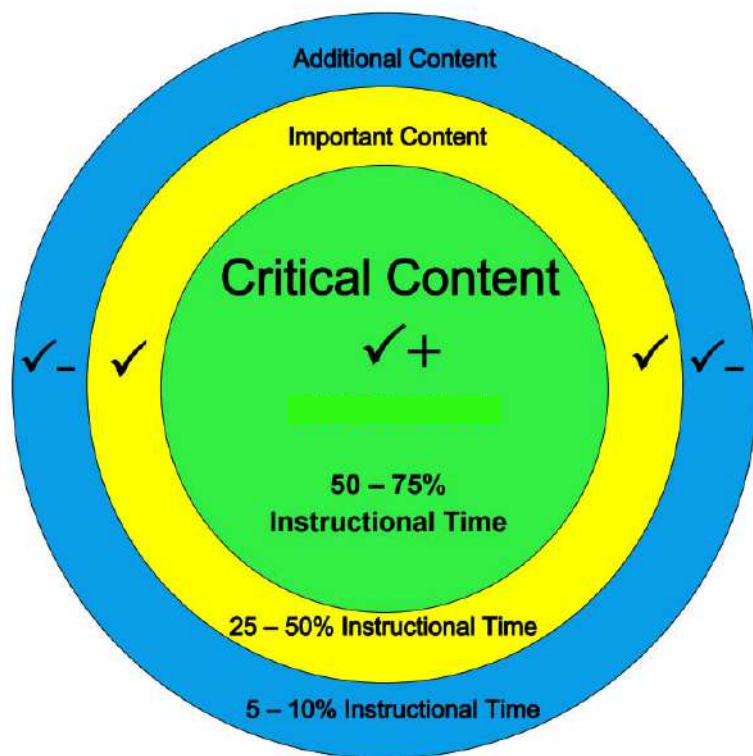 Additional Content
Important Content
Critical Content
✓- ✓ ✓+ ✓ ✓-
50 – 75%
Instructional Time
25 – 50% Instructional Time
5 – 10% Instructional Time